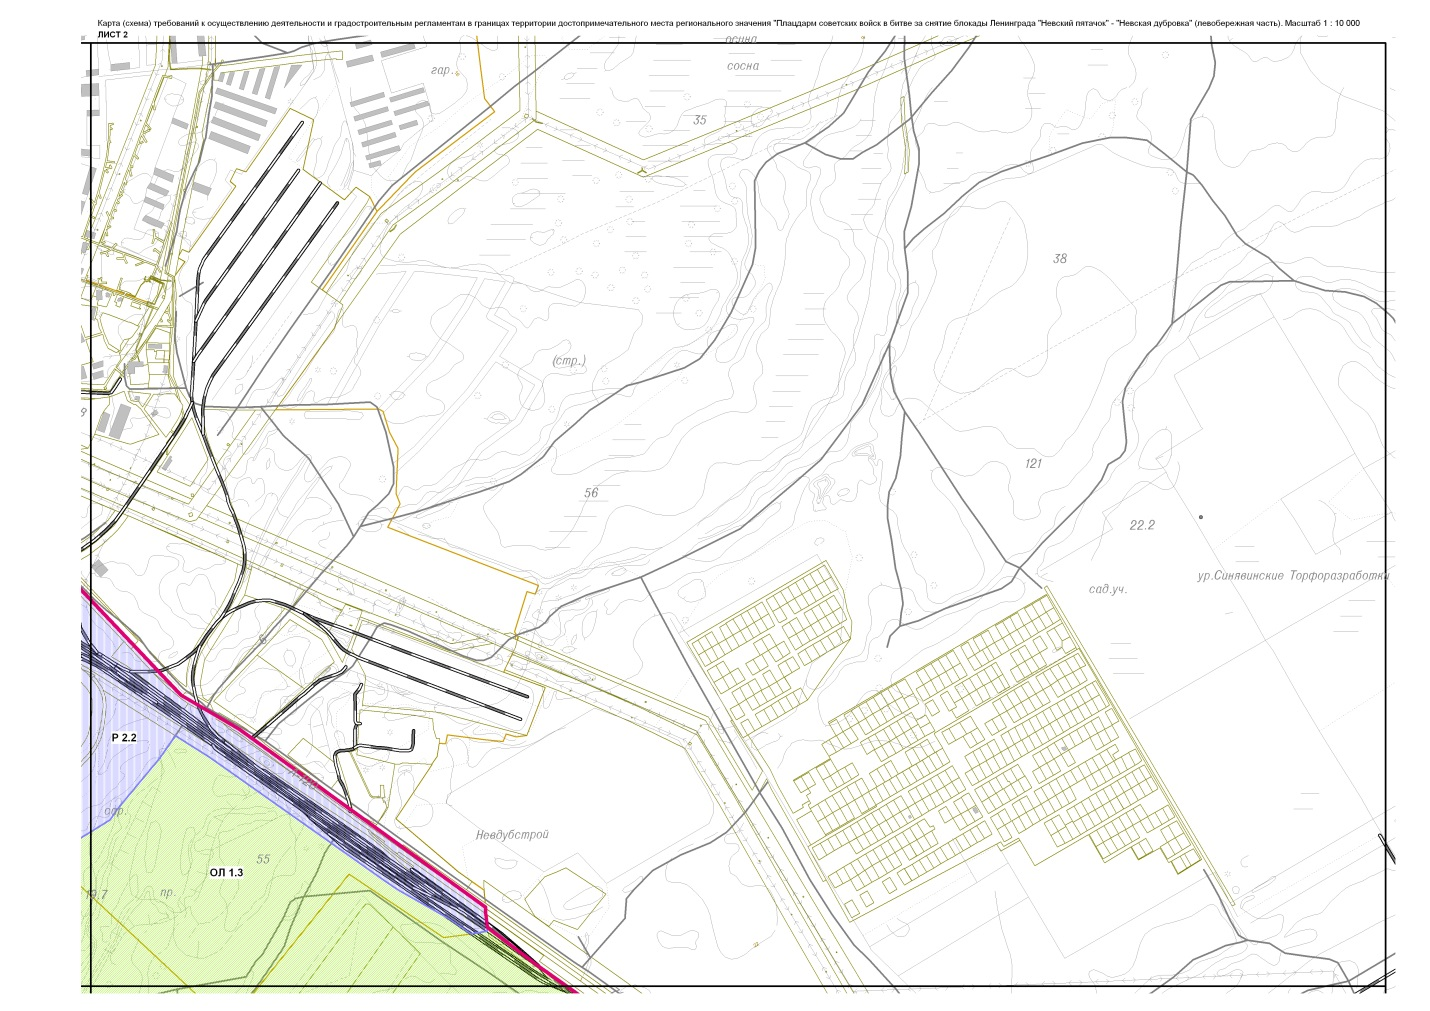 Карта (схема) требований к осуществлению деятельности и градостроительным регламентам в границах территории достопримечательного места регионального значения "Плацдарм советских войск в битве за снятие блокады Ленинграда "Невский пятачок" - "Невская дубровка" (левобережная часть). Масштаб 1 : 10 000
ЛИСТ 2
осина
сосна
гар.
35
38
(стр.)
121
56
22.2
ур.Синявинские Торфоразработки
сад.уч.
Р 2.2
Невдубстрой
55
ОЛ 1.3
пр.